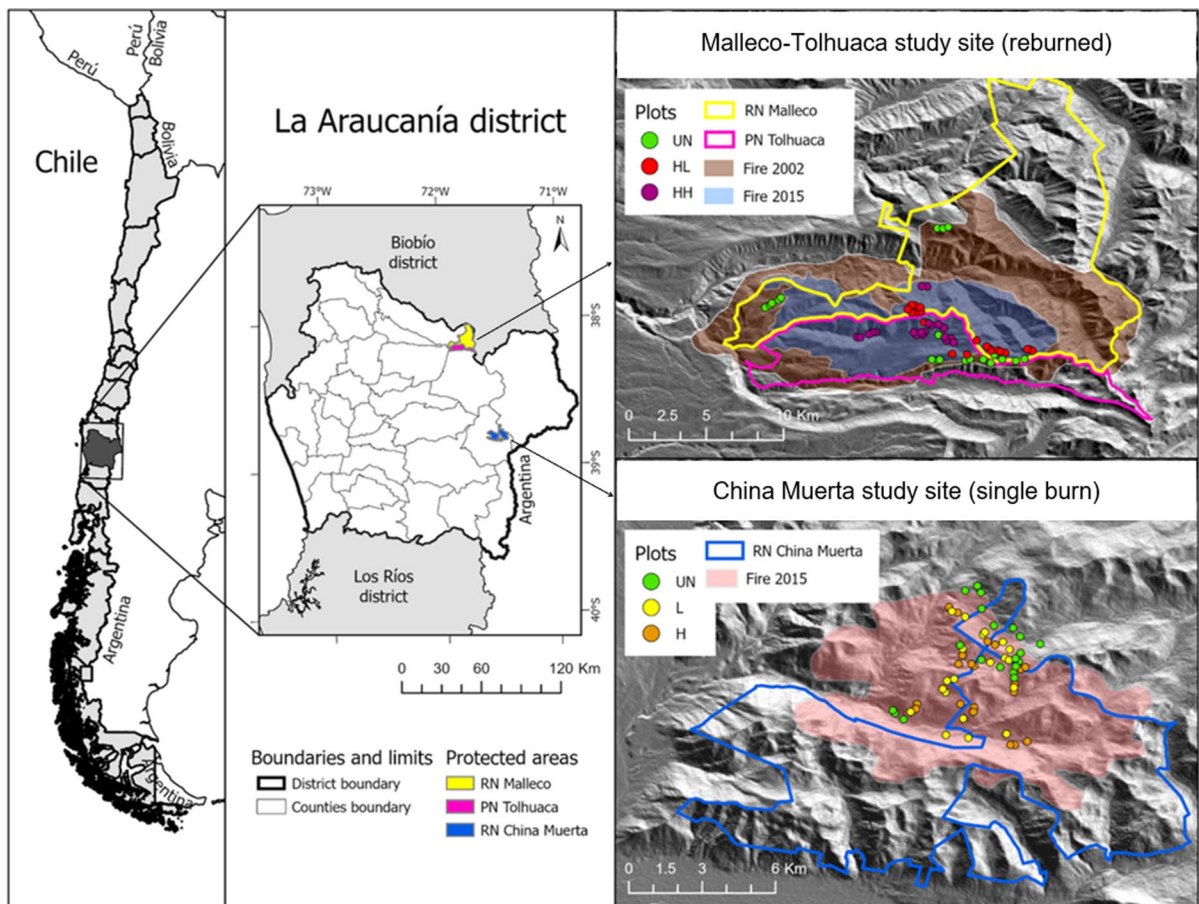 Perú
Perú
Bolivia
Bolivia
Chile
Argentina
Argentina
La Araucanía district
73°W
72°W
71°W
N
Biobío
district
38°S
39°S
40°S
Argentina
Los Ríos
district
0 30 60 120 Km
Boundaries and limits
District boundary
Counties boundary
Protected areas
RN Malleco
PN Tolhuaca
RN China Muerta
Malleco-Tolhuaca study site (reburned)
Plots
UN
HL
HH
RN Malleco
PN Tolhuaca
Fire 2002
Fire 2015
0 2.5 5 10 Km
China Muerta study site (single burn)
Plots
UN
L
H
RN China Muerta
Fire 2015
0 1.5 3 6 Km